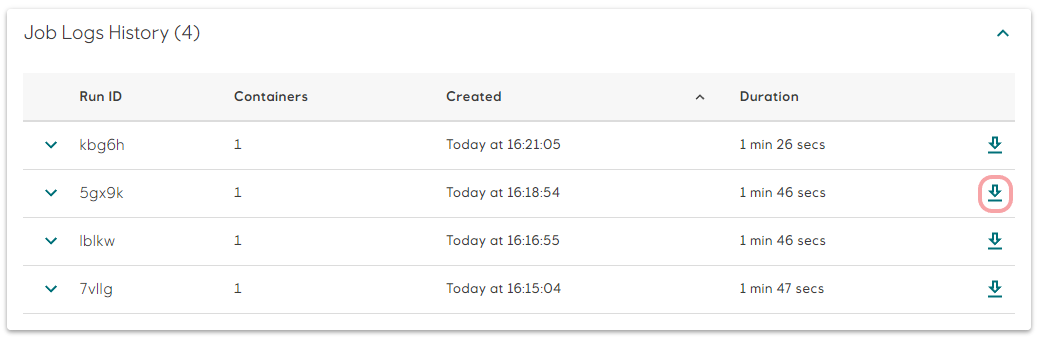 Job Logs History (4)
Run ID Containers Created Duration
kbg6h 1 Today at 16:21:05 1 min 26 secs
5gx9k 1 Today at 16:18:54 1 min 46 secs
lblkw 1 Today at 16:16:55 1 min 46 secs
7vllg 1 Today at 16:15:04 1 min 47 secs